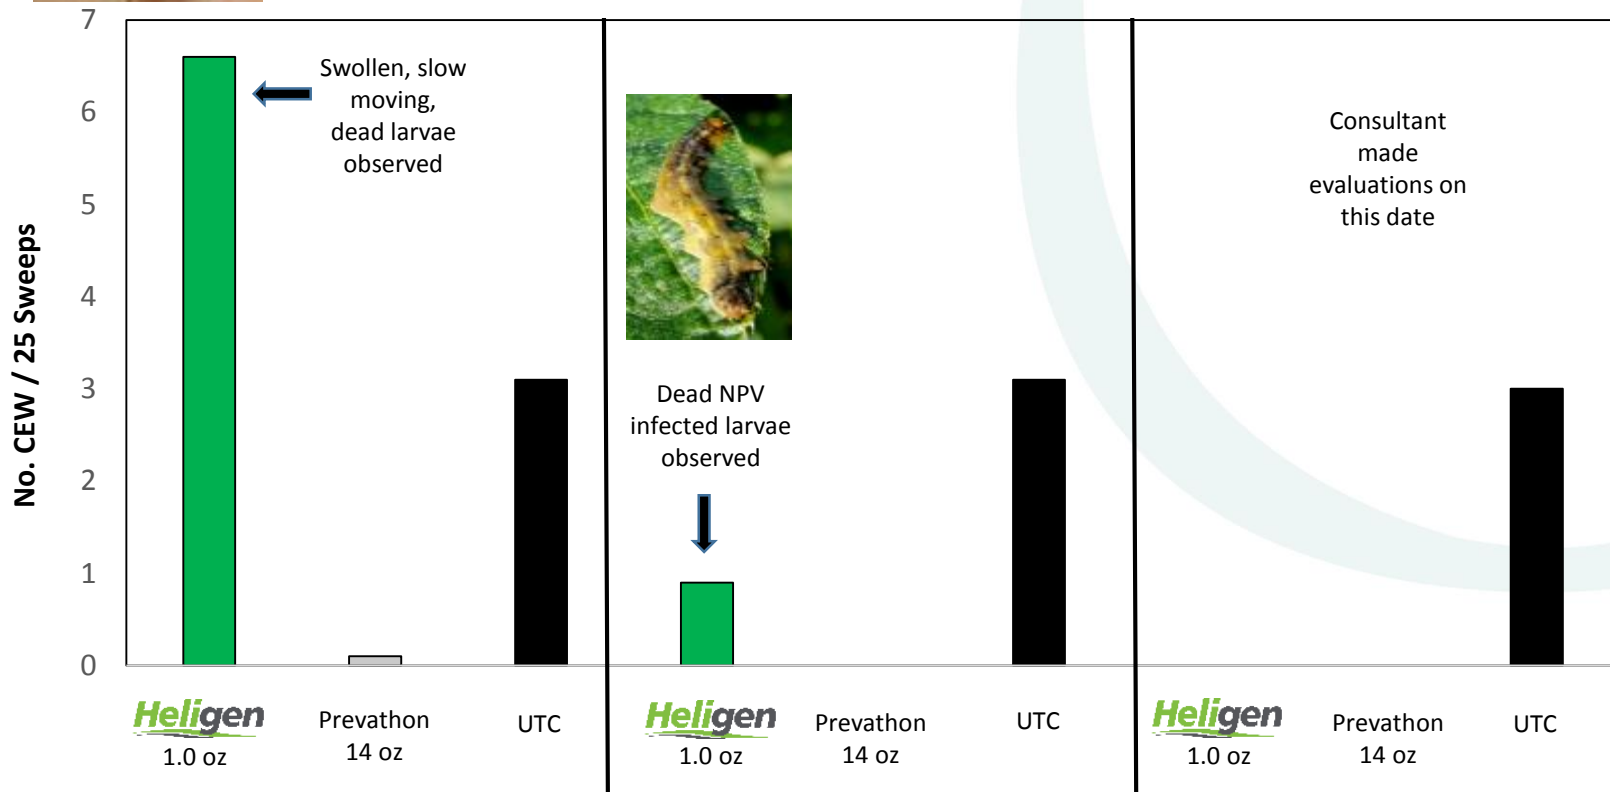 No. CEW / 25 Sweeps
7
6
5
4
3
2
1
0
Swollen, slow
moving,
dead larvae
observed
Dead NPV
infected larvae
observed
Consultant
made
evaluations on
this date
Heligen
1.0 oz
Prevathon
14 oz
UTC
Heligen
1.0 oz
Prevathon
14 oz
UTC
Heligen
1.0 oz
Prevathon
14 oz
UTC